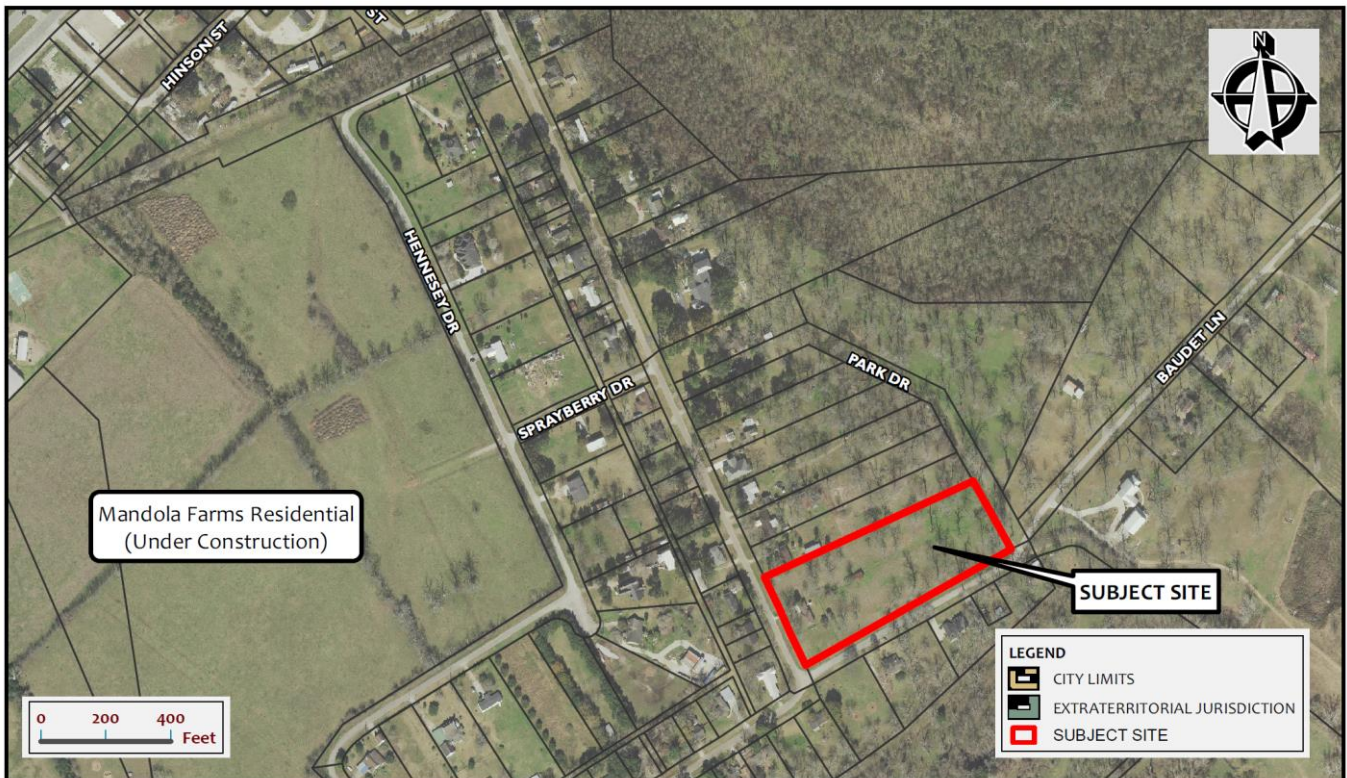 ST
HINSON ST
N
HENNESEY DR
PARK DR
BAUDET LN
SPRAYBERRY DR
Mandola Farms Residential
(Under Construction)
SUBJECT SITE
LEGEND
CITY LIMITS
EXTRATERRITORIAL JURISDICTION
SUBJECT SITE
0 200 400
Feet